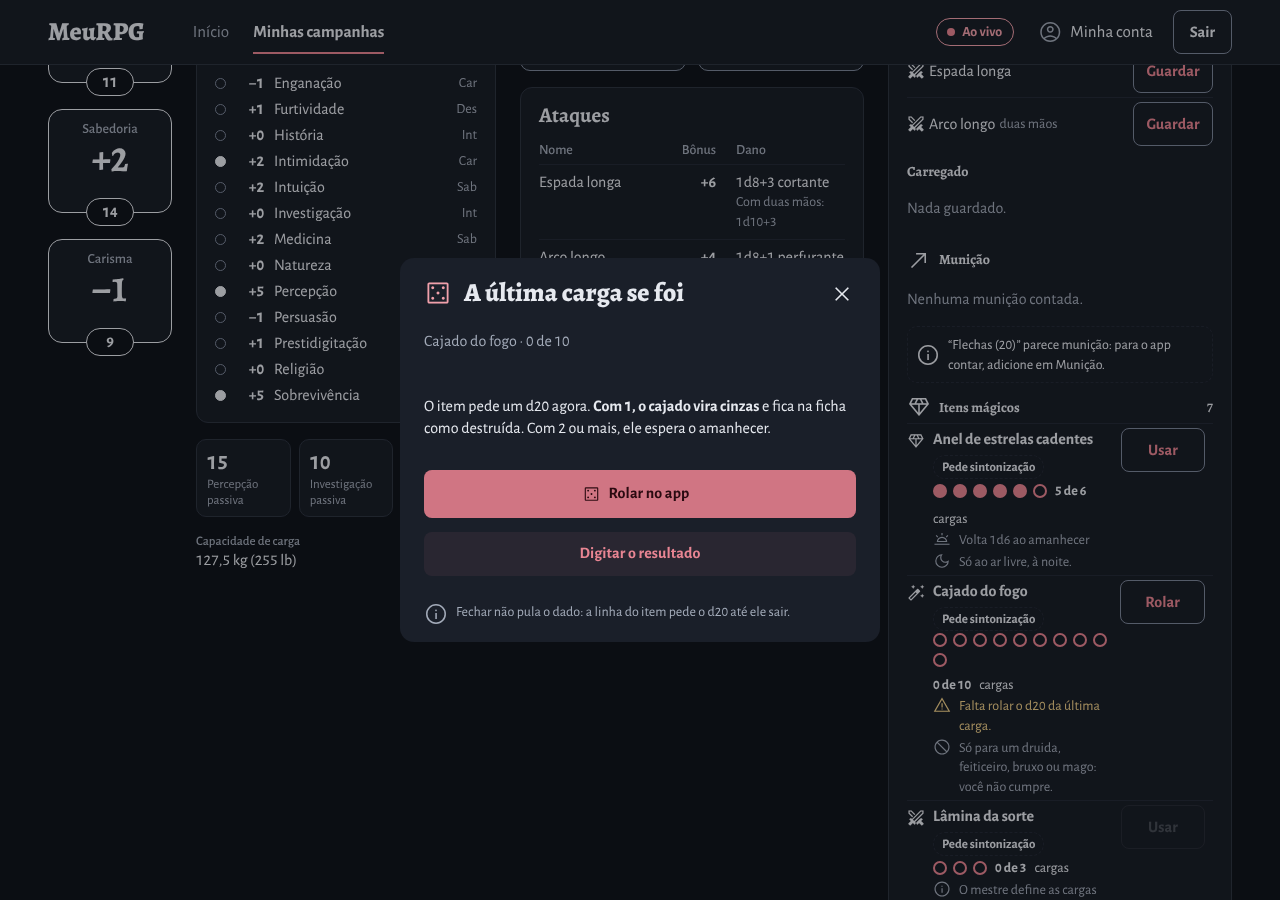 MeuRPG
Início
Minhas campanhas
Ao vivo
Minha conta
Sair
11
Sabedoria
+2
14
Carisma
−1
9
−1 Enganação Car
+1 Furtividade Des
+0 História Int
+2 Intimidação Car
+2 Intuição Sab
+0 Investigação Int
+2 Medicina Sab
+0 Natureza
+5 Percepção
−1 Persuasão
+1 Prestidigitação
+0 Religião
+5 Sobrevivência
15
Percepção
passiva
10
Investigação
passiva
Capacidade de carga
127,5 kg (255 lb)
Ataques
Nome Bônus Dano
Espada longa +6 1d8+3 cortante
Com duas mãos:
1d10+3
Arco longo +4 1d8+1 perfurante
A última carga se foi
Cajado do fogo · 0 de 10
O item pede um d20 agora. Com 1, o cajado vira cinzas e fica na ficha
como destruída. Com 2 ou mais, ele espera o amanhecer.
Rolar no app
Digitar o resultado
Fechar não pula o dado: a linha do item pede o d20 até ele sair.
Espada longa Guardar
Arco longo duas mãos Guardar
Carregado
Nada guardado.
Munição
Nenhuma munição contada.
“Flechas (20)” parece munição: para o app
contar, adicione em Munição.
Itens mágicos 7
Anel de estrelas cadentes Usar
Pede sintonização
5 de 6
cargas
Volta 1d6 ao amanhecer
Só ao ar livre, à noite.
Cajado do fogo Rolar
Pede sintonização
0 de 10 cargas
Falta rolar o d20 da última
carga.
Só para um druida,
feiticeiro, bruxo ou mago:
você não cumpre.
Lâmina da sorte Usar
Pede sintonização
0 de 3 cargas
O mestre define as cargas